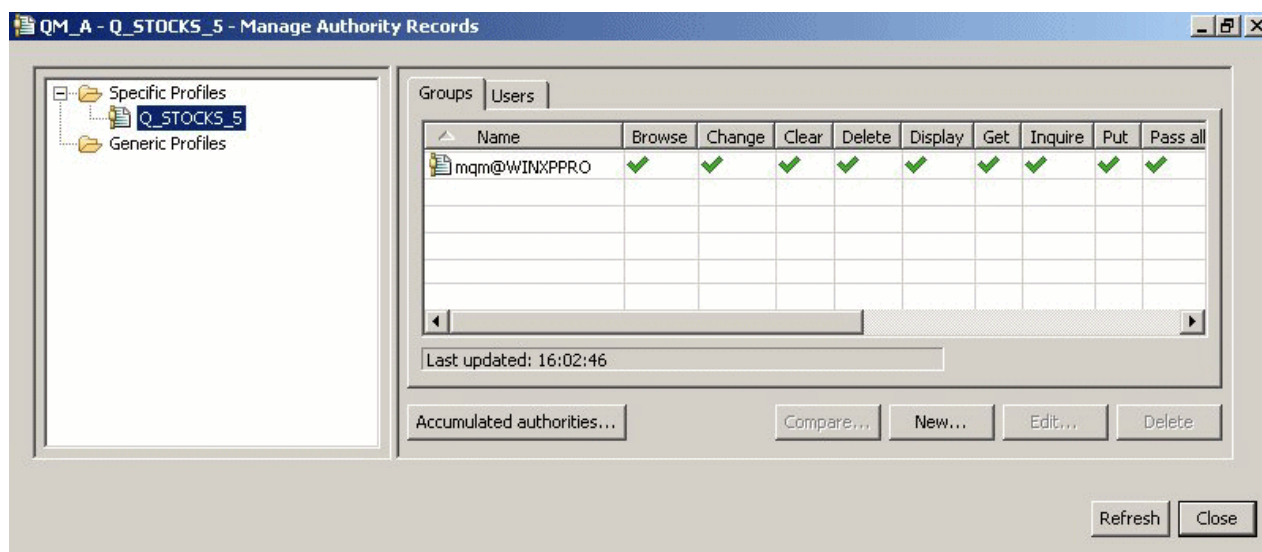 QM_A - Q_STOCKS_5 - Manage Authority Records
Specific Profiles
Q_STOCKS_5
Generic Profiles
Groups Users
Name Browse Change Clear Delete Display Get Inquire Put Pass all
mqm@WINXPPRO
Last updated: 16:02:46
Accumulated authorities... Compare... New... Edit... Delete
Refresh Close